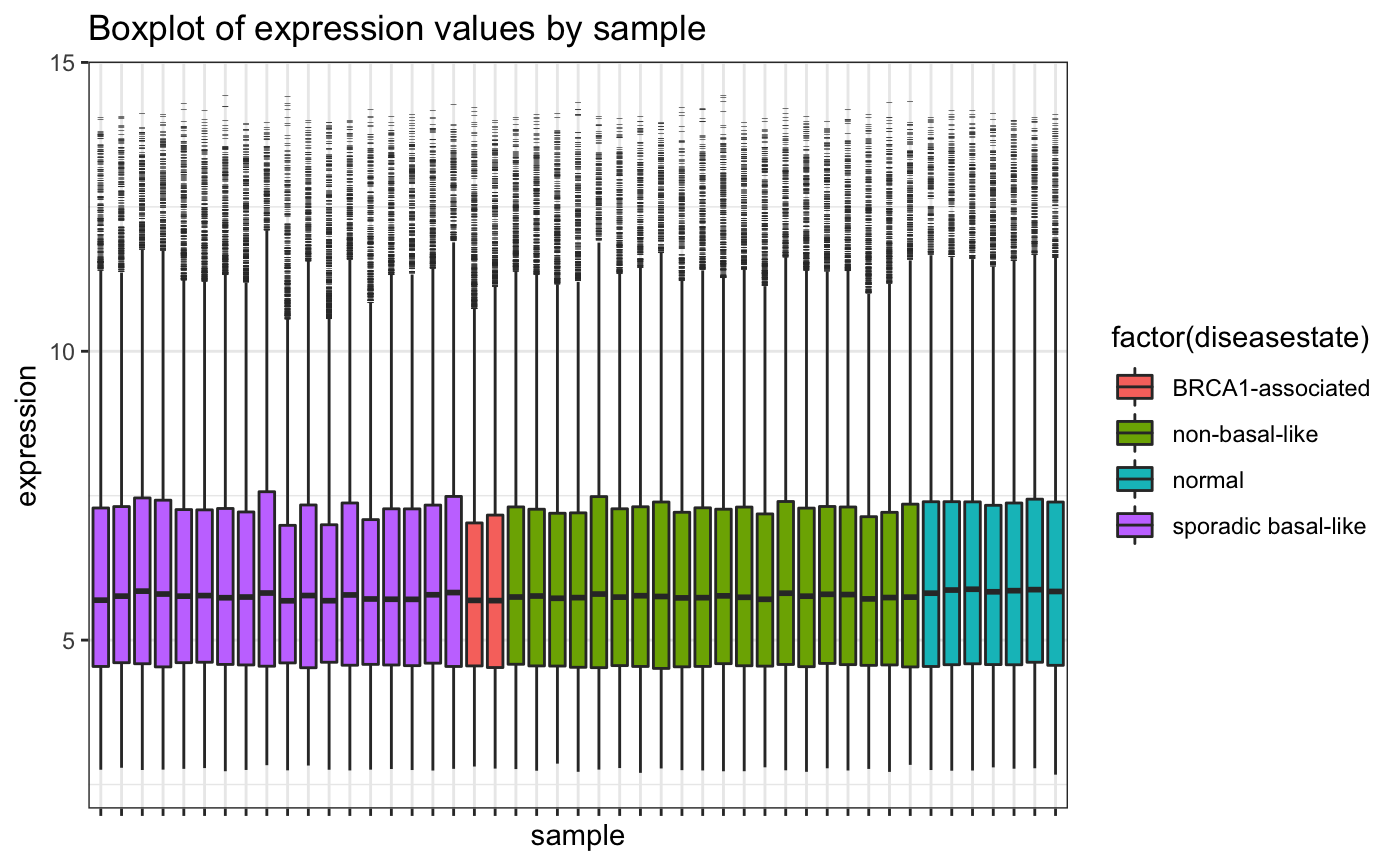 Boxplot of expression values by sample
15
10
5
expression
sample
factor(diseasestate)
BRCA1-associated
non-basal-like
normal
sporadic basal-like